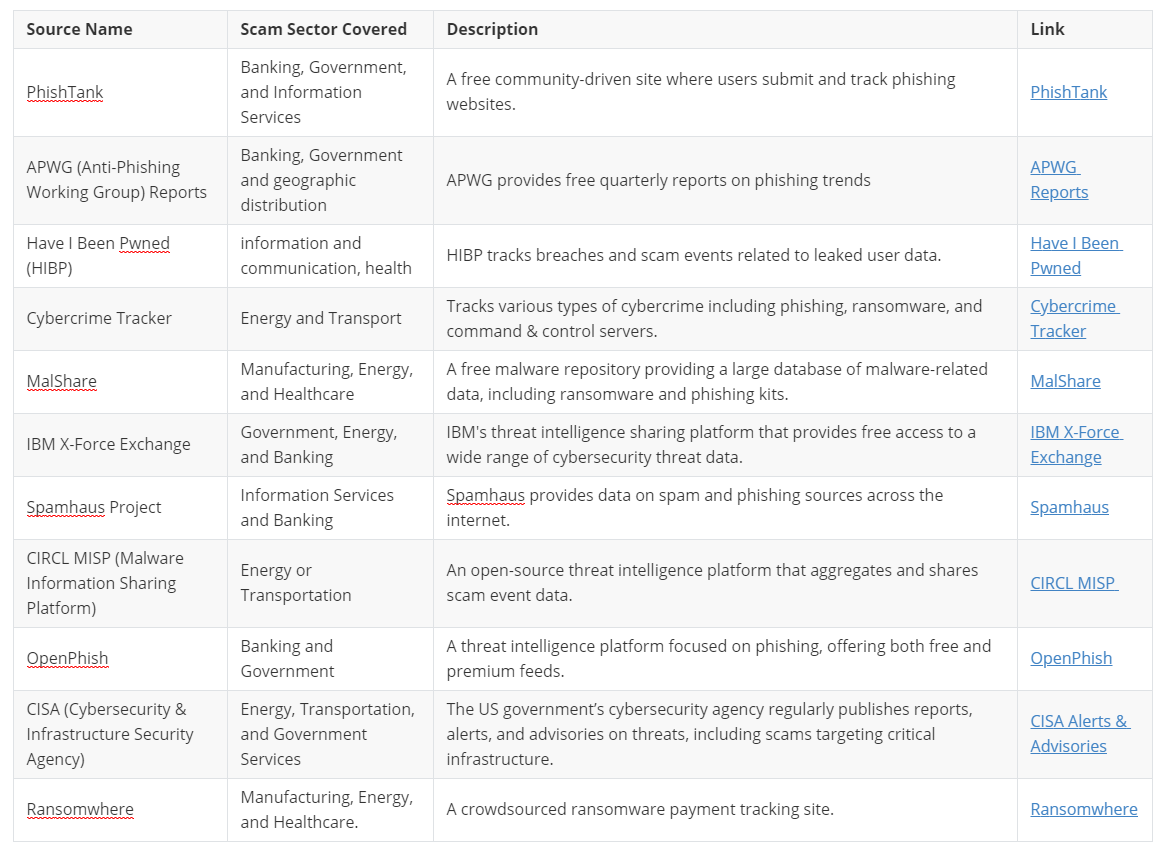 Source Name
Scam Sector Covered
Description
Link
PhishTank
Banking, Government,
and Information
Services
A free community-driven site where users submit and track phishing
websites.
PhishTank
APWG (Anti-Phishing
Working Group) Reports
Banking, Government
and geographic
distribution
APWG provides free quarterly reports on phishing trends
APWG
Reports
Have I Been Pwned
(HIBP)
information and
communication, health
HIBP tracks breaches and scam events related to leaked user data.
Have I Been
Pwned
Cybercrime Tracker
Energy and Transport
Tracks various types of cybercrime including phishing, ransomware, and
command & control servers.
Cybercrime
Tracker
MalShare
Manufacturing, Energy,
and Healthcare
A free malware repository providing a large database of malware-related
data, including ransomware and phishing kits.
MalShare
IBM X-Force Exchange
Government, Energy,
and Banking
IBM's threat intelligence sharing platform that provides free access to a
wide range of cybersecurity threat data.
IBM X-Force
Exchange
Spamhaus Project
Information Services
and Banking
Spamhaus provides data on spam and phishing sources across the
internet.
Spamhaus
CIRCL MISP (Malware
Information Sharing
Platform)
Energy or
Transportation
An open-source threat intelligence platform that aggregates and shares
scam event data.
CIRCL MISP
OpenPhish
Banking and
Government
A threat intelligence platform focused on phishing, offering both free and
premium feeds.
OpenPhish
CISA (Cybersecurity &
Infrastructure Security
Agency)
Energy, Transportation,
and Government
Services
The US government’s cybersecurity agency regularly publishes reports,
alerts, and advisories on threats, including scams targeting critical
infrastructure.
CISA Alerts &
Advisories
Ransomwhere
Manufacturing, Energy,
and Healthcare.
A crowdsourced ransomware payment tracking site.
Ransomwhere